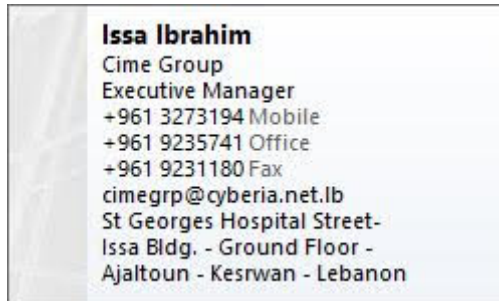 Issa Ibrahim
Cime Group
Executive Manager
+961 3273194 Mobile
+961 9235741 Office
+961 9231180 Fax
cimegrp@cyberia.net.lb
St Georges Hospital Street-
Issa Bldg. - Ground Floor -
Ajaltoun - Kesrwan - Lebanon